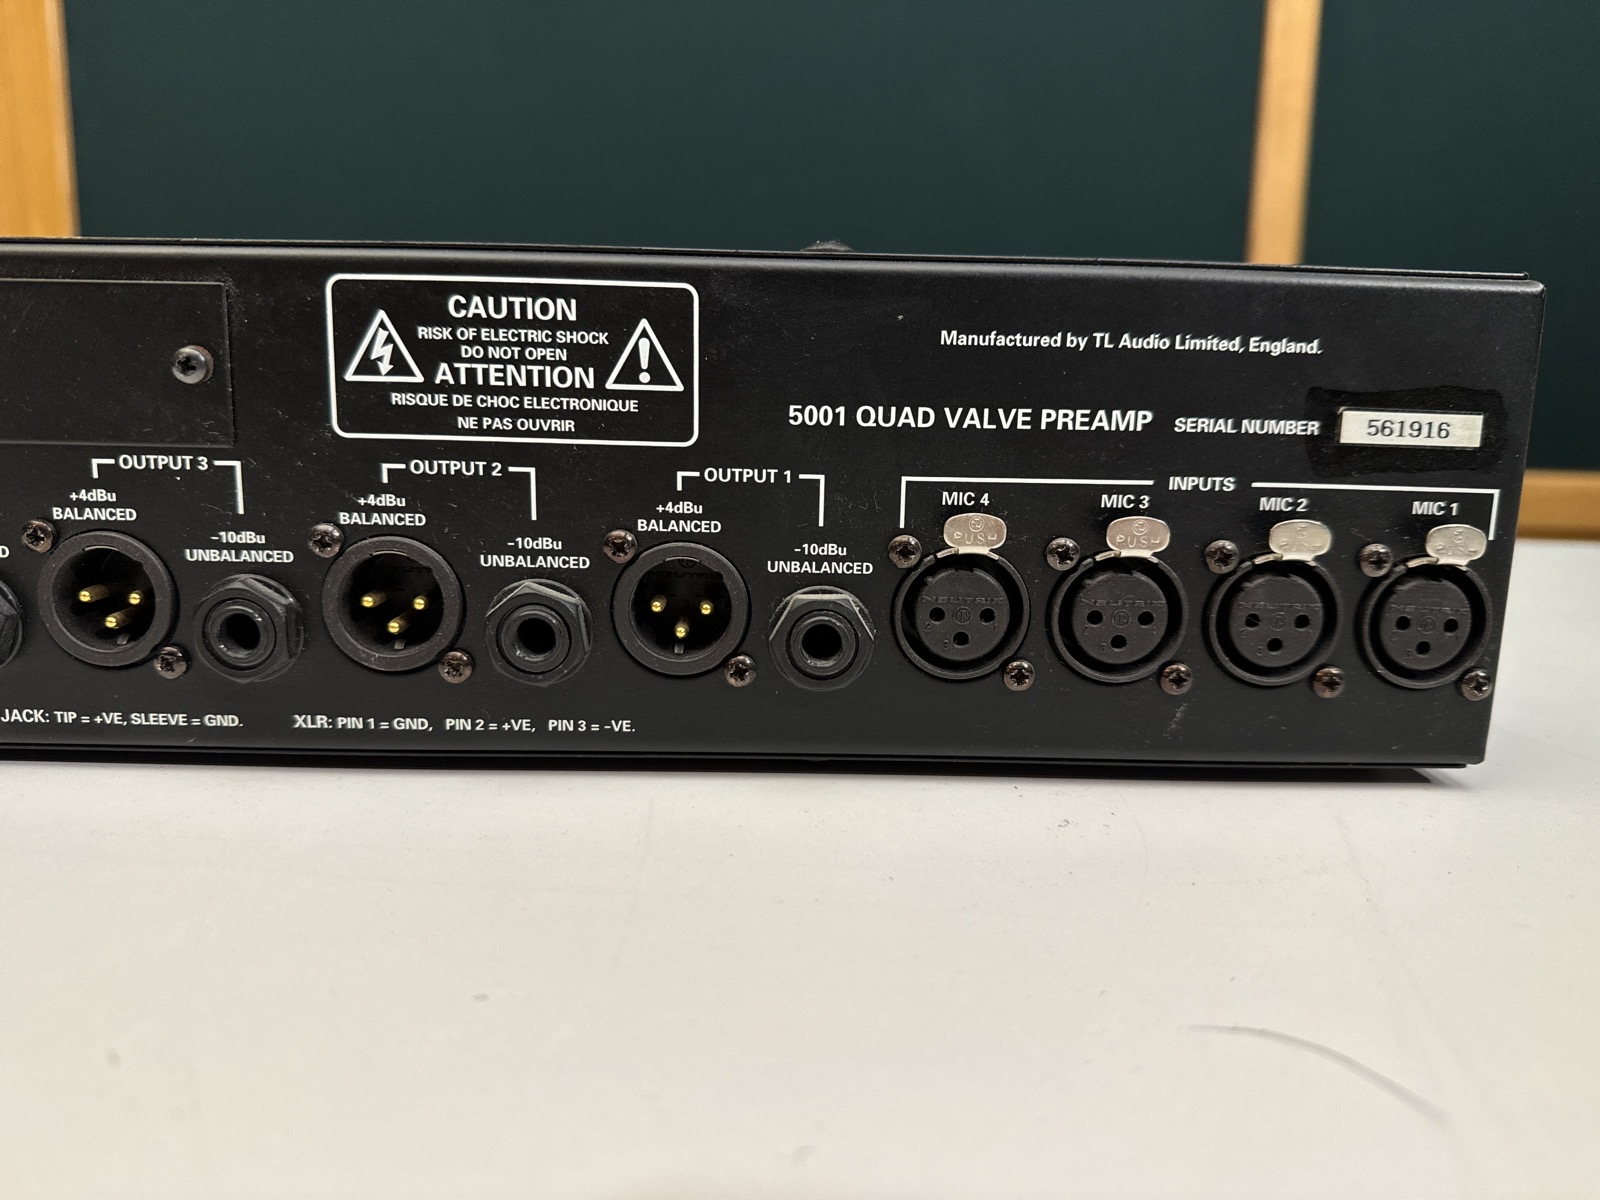 CAUTION
RISK OF ELECTRIC SHOCK
DO NOT OPEN
ATTENTION
RISQUE DE CHOC ELECTRONIQUE
NE PAS OUVRIR
Manufactured by TL Audio Limited, England.
5001 QUAD VALVE PREAMP SERIAL NUMBER 561916
OUTPUT 3
+4dBu
BALANCED
-10dBu
UNBALANCED
OUTPUT 2
+4dBu
BALANCED
-10dBu
UNBALANCED
OUTPUT 1
+4dBu
BALANCED
-10dBu
UNBALANCED
INPUTS
MIC 4
MIC 3
MIC 2
MIC 1
PUSH
PUSH
PUSH
PUSH
NEUTRIK
NEUTRIK
NEUTRIK
NEUTRIK
NEUTRIK
JACK: TIP = +VE, SLEEVE = GND. XLR: PIN 1 = GND, PIN 2 = +VE, PIN 3 = -VE.